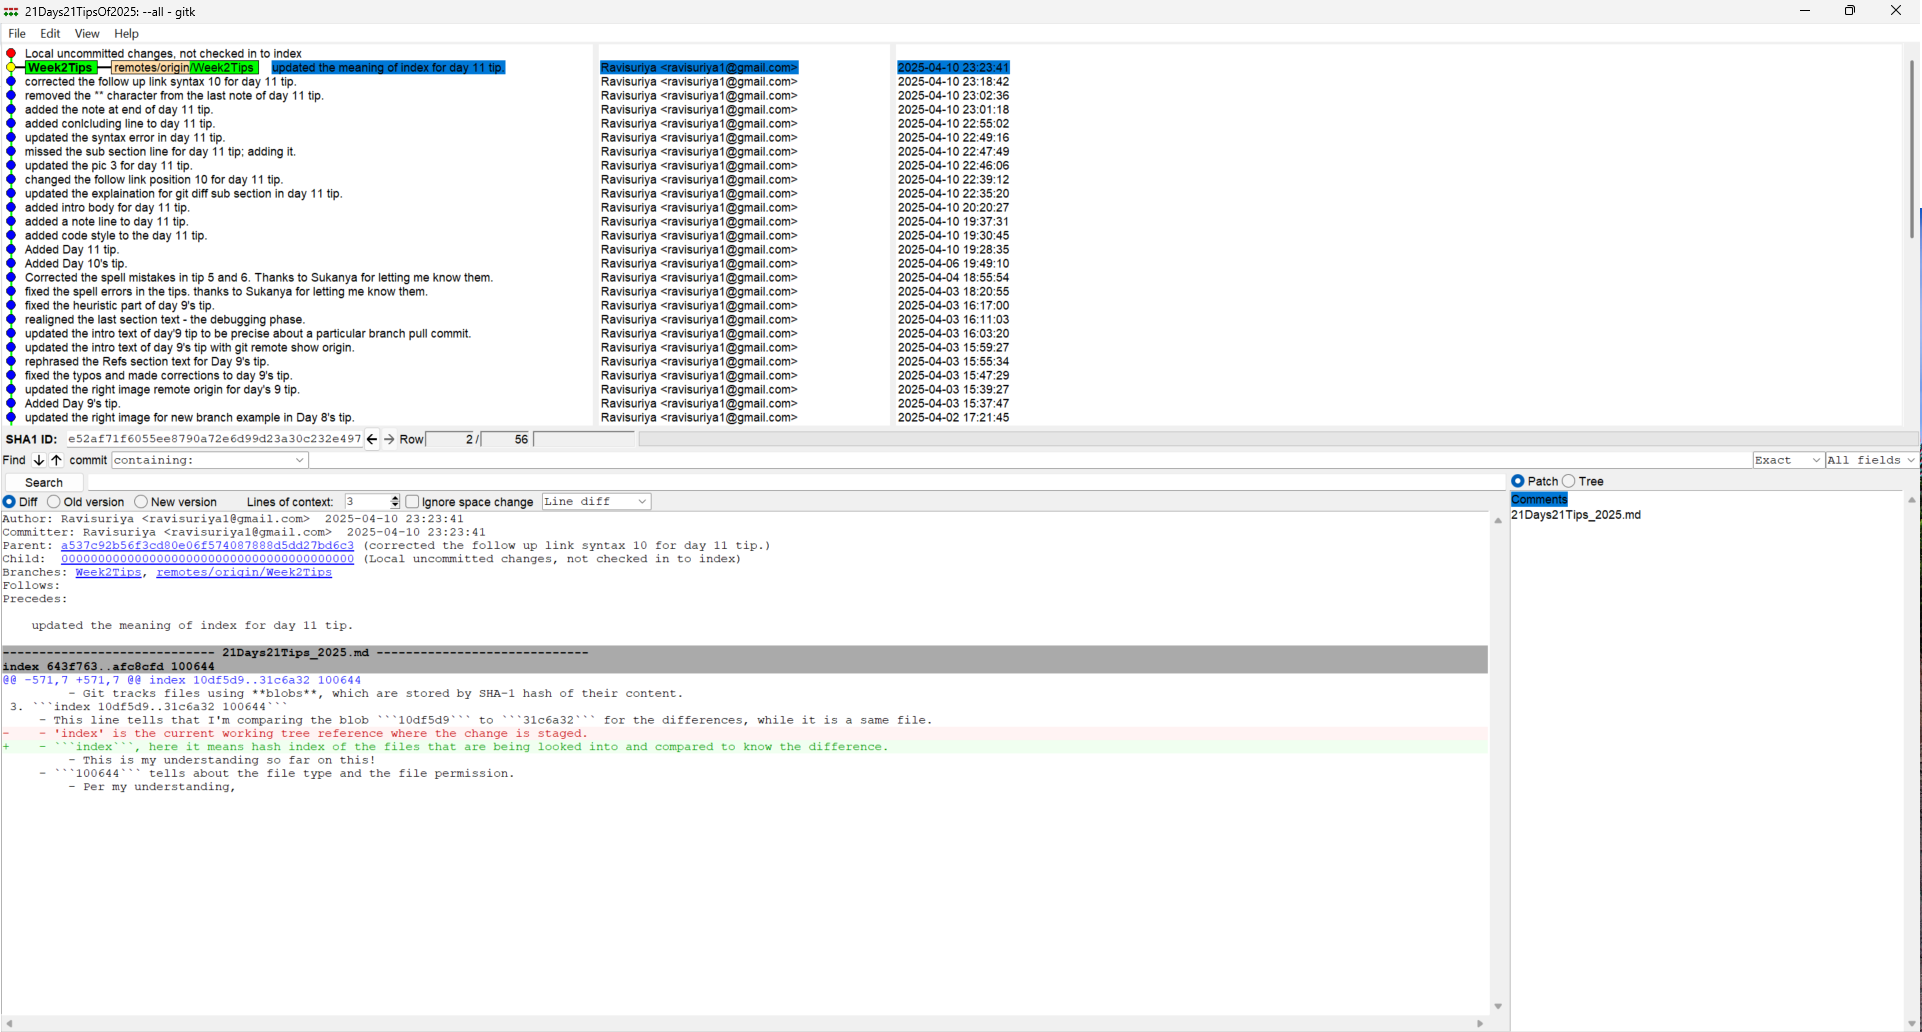 21Days21TipsOf2025: --all - gitk
File Edit View Help
Local uncommitted changes, not checked in to index
Week2Tips remotes/origin/Week2Tips updated the meaning of index for day 11 tip. Ravisuriya <ravisuriya1@gmail.com> 2025-04-10 23:23:41
corrected the follow up link syntax 10 for day 11 tip. Ravisuriya <ravisuriya1@gmail.com> 2025-04-10 23:18:42
removed the ** character from the last note of day 11 tip. Ravisuriya <ravisuriya1@gmail.com> 2025-04-10 23:02:36
added the note at end of day 11 tip. Ravisuriya <ravisuriya1@gmail.com> 2025-04-10 23:01:18
added conlcluding line to day 11 tip. Ravisuriya <ravisuriya1@gmail.com> 2025-04-10 22:55:02
updated the syntax error in day 11 tip. Ravisuriya <ravisuriya1@gmail.com> 2025-04-10 22:49:16
missed the sub section line for day 11 tip; adding it. Ravisuriya <ravisuriya1@gmail.com> 2025-04-10 22:47:49
updated the pic 3 for day 11 tip. Ravisuriya <ravisuriya1@gmail.com> 2025-04-10 22:46:06
changed the follow link position 10 for day 11 tip. Ravisuriya <ravisuriya1@gmail.com> 2025-04-10 22:39:12
updated the explaination for git diff sub section in day 11 tip. Ravisuriya <ravisuriya1@gmail.com> 2025-04-10 22:35:20
added intro body for day 11 tip. Ravisuriya <ravisuriya1@gmail.com> 2025-04-10 20:20:27
added a note line to day 11 tip. Ravisuriya <ravisuriya1@gmail.com> 2025-04-10 19:37:31
added code style to the day 11 tip. Ravisuriya <ravisuriya1@gmail.com> 2025-04-10 19:30:45
Added Day 11 tip. Ravisuriya <ravisuriya1@gmail.com> 2025-04-10 19:28:35
Added Day 10's tip. Ravisuriya <ravisuriya1@gmail.com> 2025-04-06 19:49:10
Corrected the spell mistakes in tip 5 and 6. Thanks to Sukanya for letting me know them. Ravisuriya <ravisuriya1@gmail.com> 2025-04-04 18:55:54
fixed the spell errors in the tips. thanks to Sukanya for letting me know them. Ravisuriya <ravisuriya1@gmail.com> 2025-04-03 18:20:55
fixed the heuristic part of day 9's tip. Ravisuriya <ravisuriya1@gmail.com> 2025-04-03 16:17:00
realigned the last section text - the debugging phase. Ravisuriya <ravisuriya1@gmail.com> 2025-04-03 16:11:03
updated the intro text of day'9 tip to be precise about a particular branch pull commit. Ravisuriya <ravisuriya1@gmail.com> 2025-04-03 16:03:20
updated the intro text of day 9's tip with git remote show origin. Ravisuriya <ravisuriya1@gmail.com> 2025-04-03 15:59:27
rephrased the Refs section text for Day 9's tip. Ravisuriya <ravisuriya1@gmail.com> 2025-04-03 15:55:34
fixed the typos and made corrections to day 9's tip. Ravisuriya <ravisuriya1@gmail.com> 2025-04-03 15:47:29
updated the right image remote origin for day's 9 tip. Ravisuriya <ravisuriya1@gmail.com> 2025-04-03 15:39:27
Added Day 9's tip. Ravisuriya <ravisuriya1@gmail.com> 2025-04-03 15:37:47
updated the right image for new branch example in Day 8's tip. Ravisuriya <ravisuriya1@gmail.com> 2025-04-02 17:21:45
SHA1 ID: e52af71f6055ee8790a72e6d99d23a30c232e497 ← → Row 2 / 56
Find ↓ ↑ commit containing: Exact All fields
Search Patch Tree
Diff Old version New version Lines of context: 3 Ignore space change Line diff
Comments
21Days21Tips_2025.md
Author: Ravisuriya <ravisuriya1@gmail.com> 2025-04-10 23:23:41
Committer: Ravisuriya <ravisuriya1@gmail.com> 2025-04-10 23:23:41
Parent: a537c92b56f3cd80e06f574087888d5dd27bd6c3 (corrected the follow up link syntax 10 for day 11 tip.)
Child: 0000000000000000000000000000000000000000 (Local uncommitted changes, not checked in to index)
Branches: Week2Tips, remotes/origin/Week2Tips
Follows:
Precedes:
updated the meaning of index for day 11 tip.
---------------------------- 21Days21Tips_2025.md ----------------------------
index 643f763..afc8cfd 100644
@@ -571,7 +571,7 @@ index 10df5d9..31c6a32 100644
- Git tracks files using **blobs**, which are stored by SHA-1 hash of their content.
3. ```index 10df5d9..31c6a32 100644```
- This line tells that I'm comparing the blob ```10df5d9``` to ```31c6a32``` for the differences, while it is a same file.
- - 'index' is the current working tree reference where the change is staged.
+ - ```index```, here it means hash index of the files that are being looked into and compared to know the difference.
- This is my understanding so far on this!
- ```100644``` tells about the file type and the file permission.
- Per my understanding,